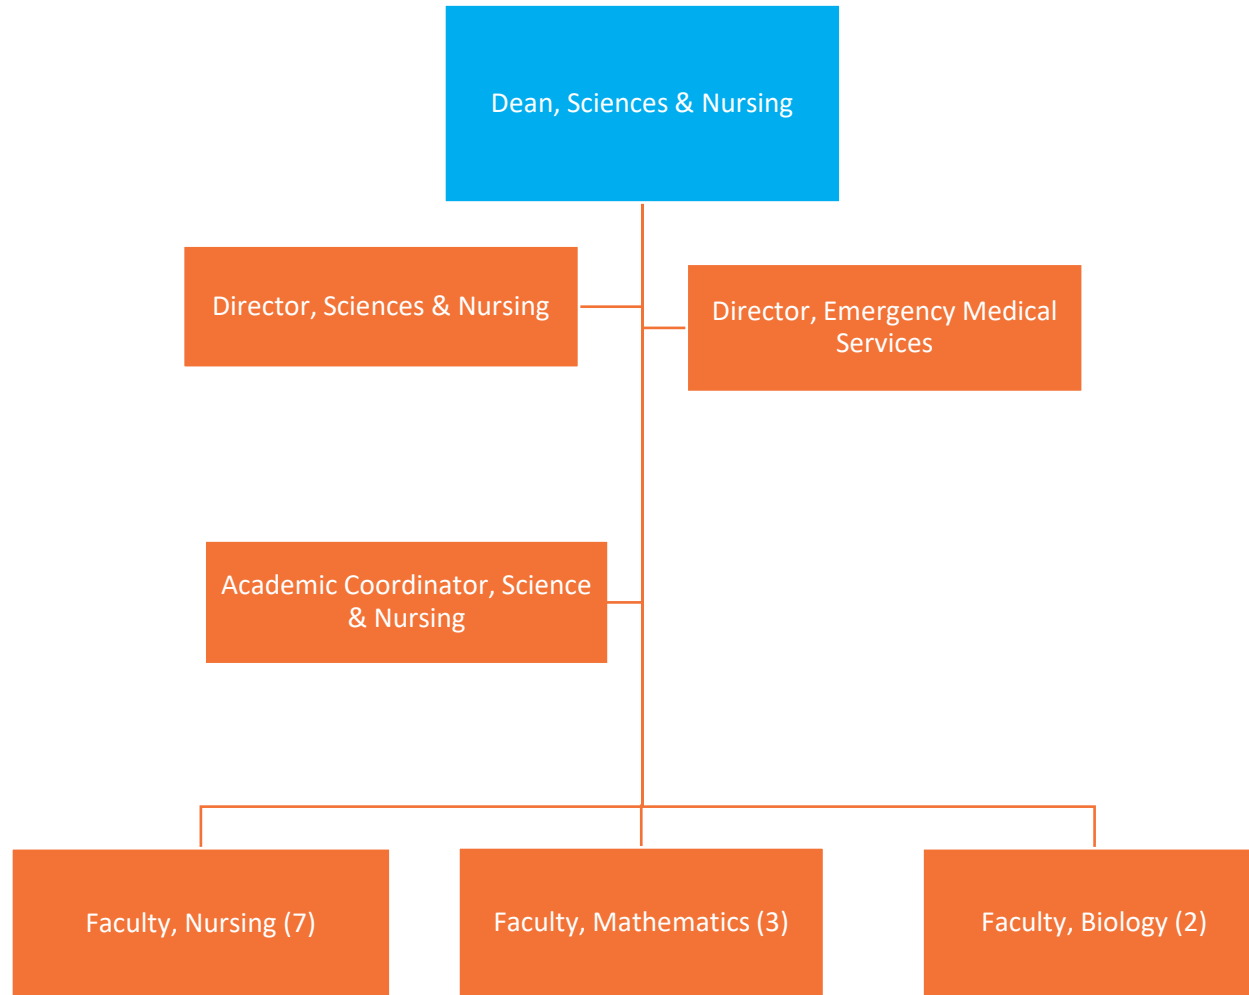 Dean, Sciences & Nursing
Director, Sciences & Nursing
Director, Emergency Medical
Services
Academic Coordinator, Science
& Nursing
Faculty, Nursing (7)
Faculty, Mathematics (3)
Faculty, Biology (2)